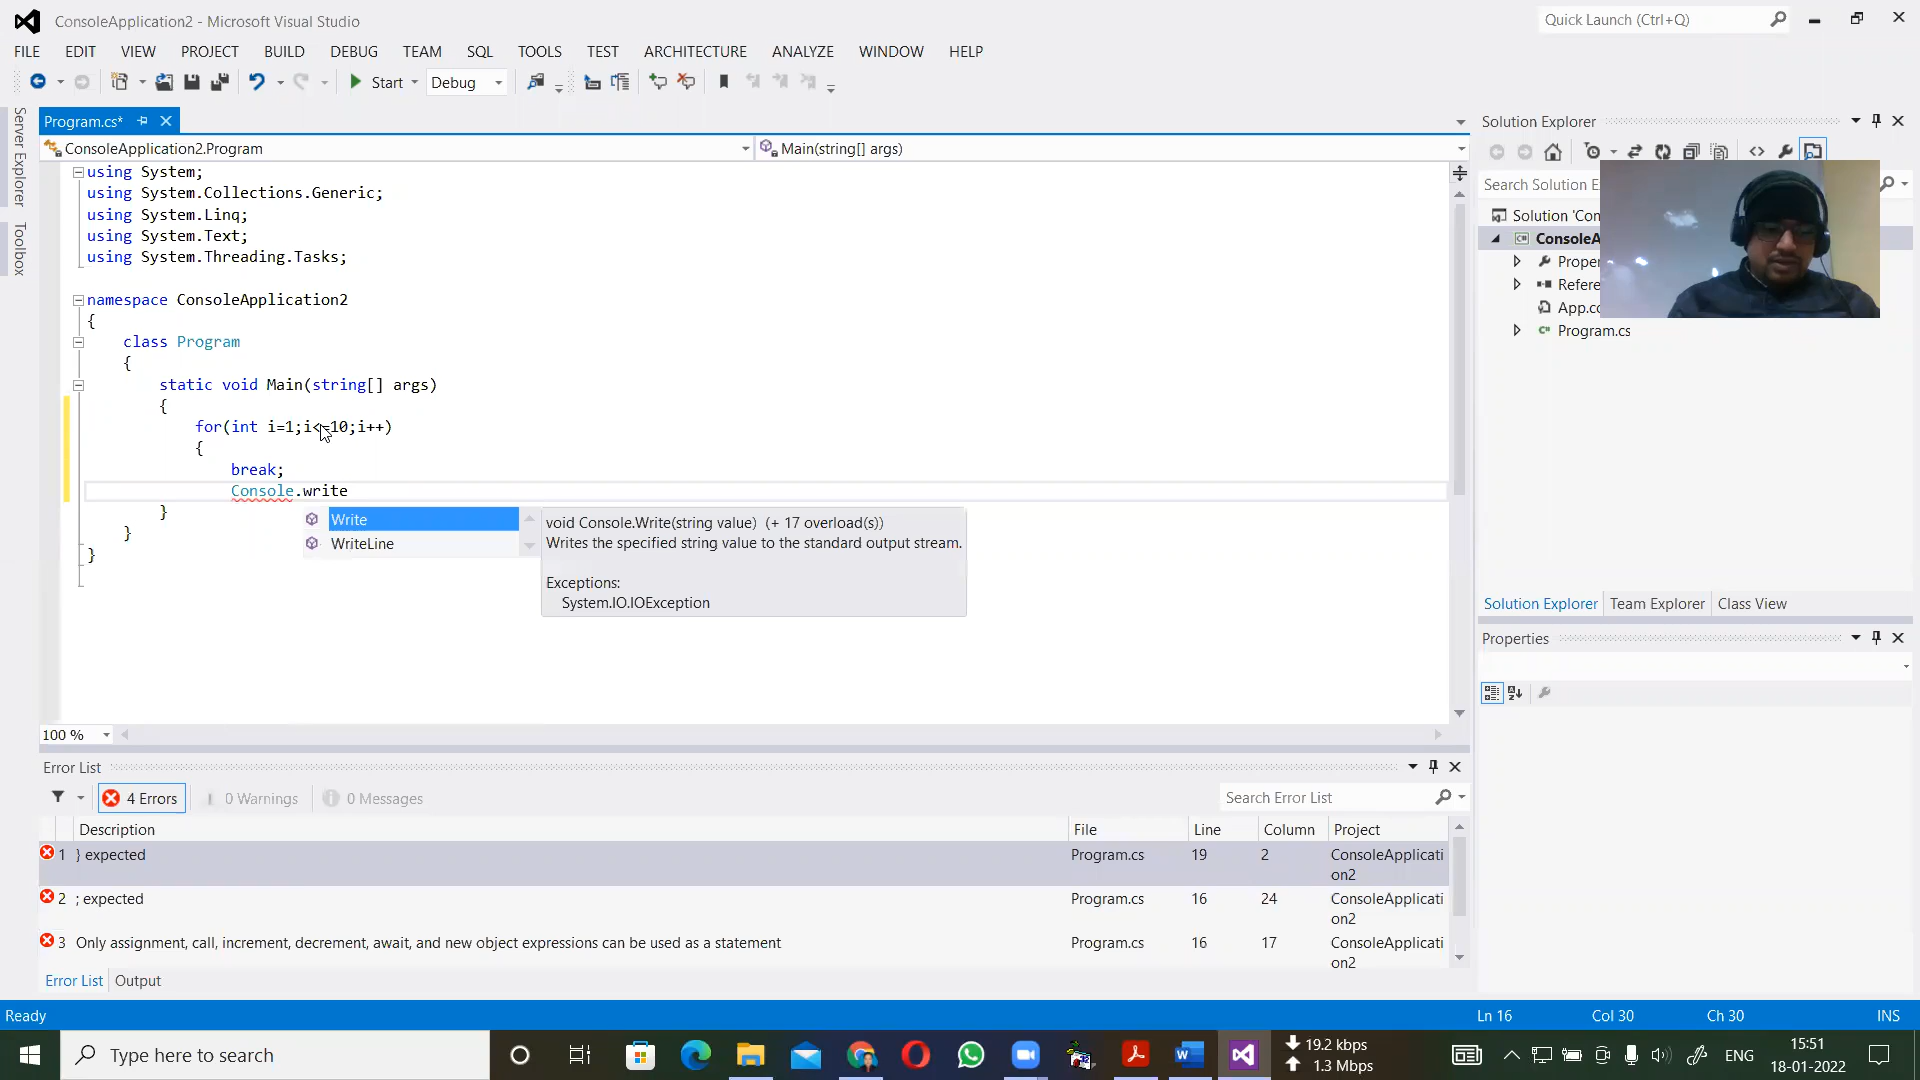 ConsoleApplication2 - Microsoft Visual Studio
Quick Launch (Ctrl+Q)
FILE EDIT VIEW PROJECT BUILD DEBUG TEAM SQL TOOLS TEST ARCHITECTURE ANALYZE WINDOW HELP
Start Debug
Server Explorer
Toolbox
Program.cs*
ConsoleApplication2.Program
Main(string[] args)
using System;
using System.Collections.Generic;
using System.Linq;
using System.Text;
using System.Threading.Tasks;
namespace ConsoleApplication2
{
class Program
{
static void Main(string[] args)
{
for(int i=1;i<=10;i++)
{
break;
Console.write
}
}
}
Write
WriteLine
void Console.Write(string value) (+ 17 overload(s))
Writes the specified string value to the standard output stream.
Exceptions:
System.IO.IOException
100 %
Solution Explorer
Search Solution E
Solution 'Con
ConsoleA
Proper
Refere
App.co
Program.cs
Solution Explorer Team Explorer Class View
Properties
Error List
4 Errors 0 Warnings 0 Messages
Search Error List
Description File Line Column Project
1 } expected Program.cs 19 2 ConsoleApplicati
on2
2 ; expected Program.cs 16 24 ConsoleApplicati
on2
3 Only assignment, call, increment, decrement, await, and new object expressions can be used as a statement Program.cs 16 17 ConsoleApplicati
on2
Error List Output
Ready Ln 16 Col 30 Ch 30 INS
Type here to search
19.2 kbps
1.3 Mbps
ENG
15:51
18-01-2022